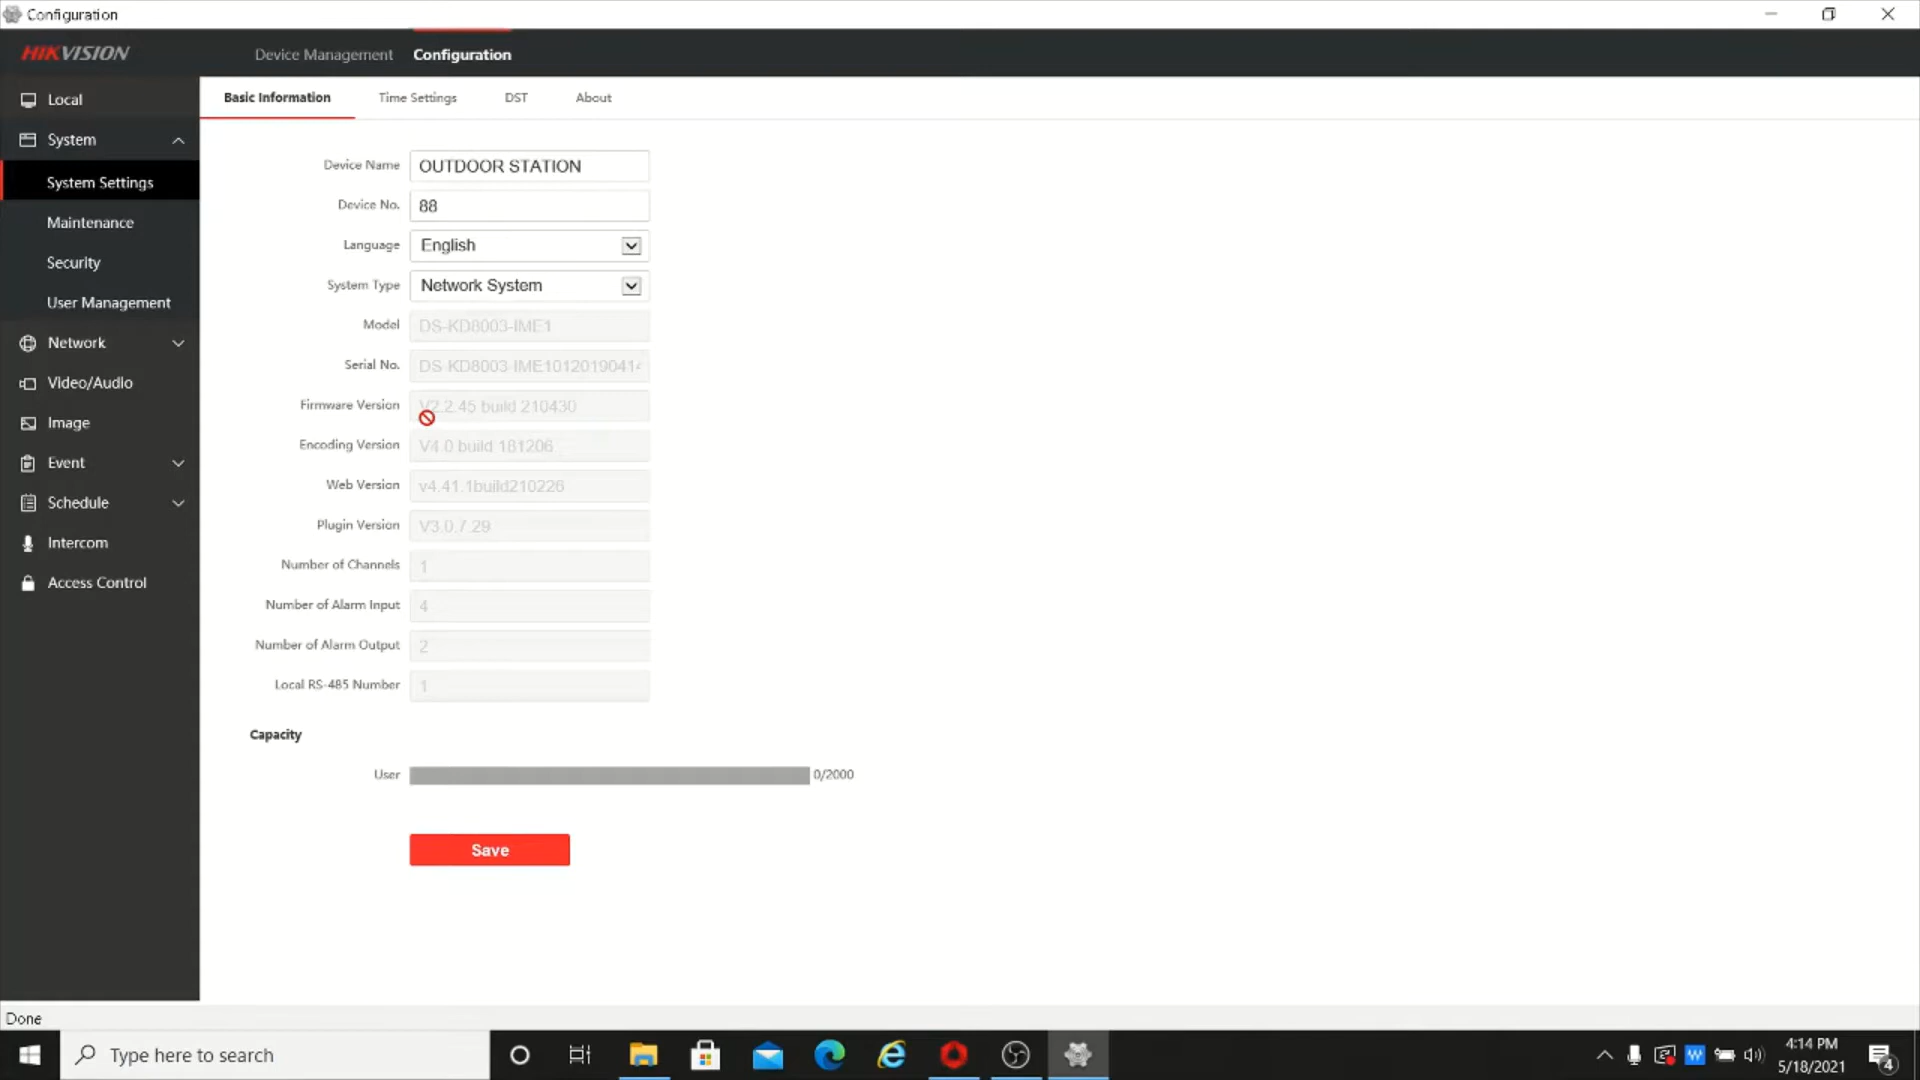 Configuration
HIKVISION
Device Management Configuration
Local
System
System Settings
Maintenance
Security
User Management
Network
Video/Audio
Image
Event
Schedule
Intercom
Access Control
Basic Information Time Settings DST About
Device Name OUTDOOR STATION
Device No. 88
Language English
System Type Network System
Model DS-KD8003-IME1
Serial No. DS-KD8003-IME1012019041
Firmware Version V2.2.45 build 210430
Encoding Version V4.0 build 181206
Web Version v4.41.1build210226
Plugin Version V3.0.7.29
Number of Channels 1
Number of Alarm Input 4
Number of Alarm Output 2
Local RS-485 Number 1
Capacity
User 0/2000
Save
Done
Type here to search
W
4:14 PM
5/18/2021
4